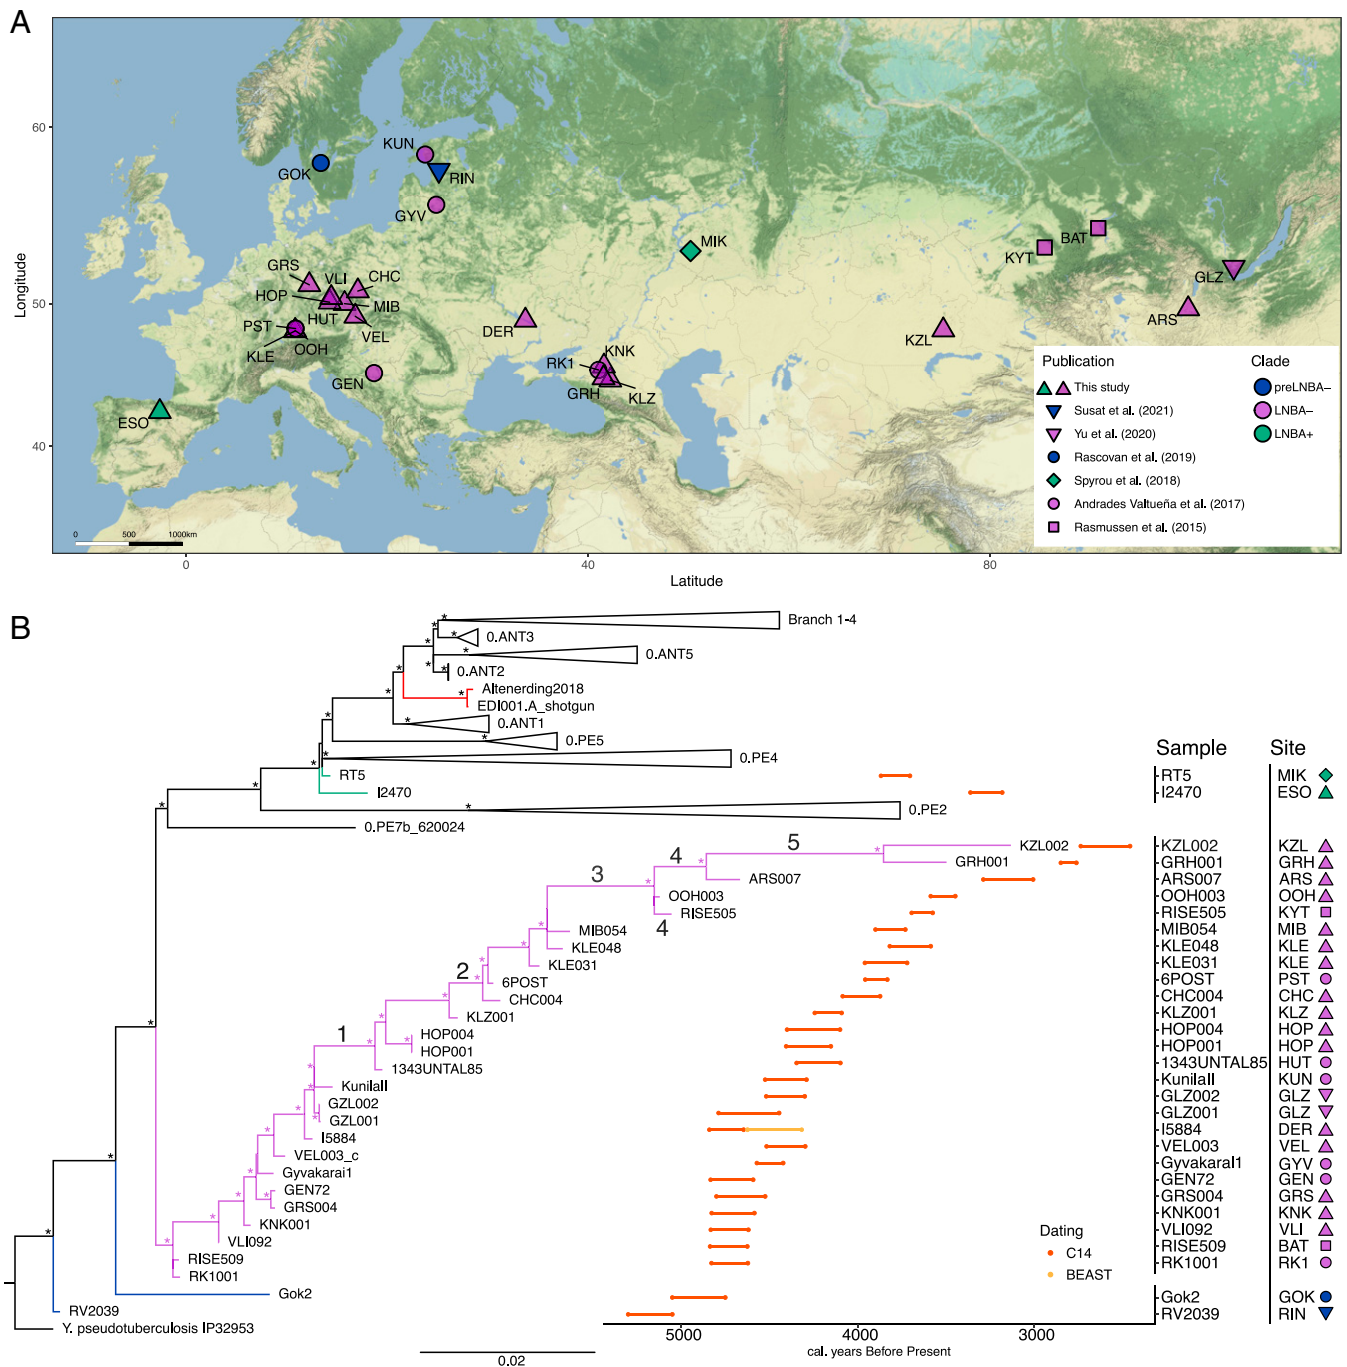 A
60
50
40
Longitude
0
40
80
Latitude
0 500 1000km
KUN
GOK
RIN
GYV
MIK
BAT
KYT
GLZ
ARS
KZL
GRS
VLI
CHC
HOP
MIB
HUT
PST
VEL
KLE
OOH
DER
GEN
ESO
KNK
RK1
GRH
KLZ
Publication
This study
Susat et al. (2021)
Yu et al. (2020)
Rascovan et al. (2019)
Spyrou et al. (2018)
Andrades Valtueña et al. (2017)
Rasmussen et al. (2015)
Clade
preLNBA–
LNBA–
LNBA+
B
Branch 1-4
0.ANT3
0.ANT5
0.ANT2
Altenerding2018
EDI001.A_shotgun
0.ANT1
0.PE5
0.PE4
RT5
I2470
0.PE2
0.PE7b_620024
5
KZL002
GRH001
4
ARS007
3
OOH003
RISE505
4
MIB054
KLE048
KLE031
2
6POST
CHC004
KLZ001
1
HOP004
HOP001
1343UNTAL85
KunilaII
GZL002
GZL001
I5884
VEL003_c
Gyvakarai1
GEN72
GRS004
KNK001
VLI092
RISE509
RK1001
Gok2
RV2039
Y. pseudotuberculosis IP32953
0.02
Sample Site
RT5 MIK
I2470 ESO
KZL002 KZL
GRH001 GRH
ARS007 ARS
OOH003 OOH
RISE505 KYT
MIB054 MIB
KLE048 KLE
KLE031 KLE
6POST PST
CHC004 CHC
KLZ001 KLZ
HOP004 HOP
HOP001 HOP
1343UNTAL85 HUT
KunilaII KUN
GLZ002 GLZ
GLZ001 GLZ
I5884 DER
VEL003 VEL
GyvakaraI1 GYV
GEN72 GEN
GRS004 GRS
KNK001 KNK
VLI092 VLI
RISE509 BAT
RK1001 RK1
Gok2 GOK
RV2039 RIN
Dating
C14
BEAST
5000 4000 3000
cal. years Before Present